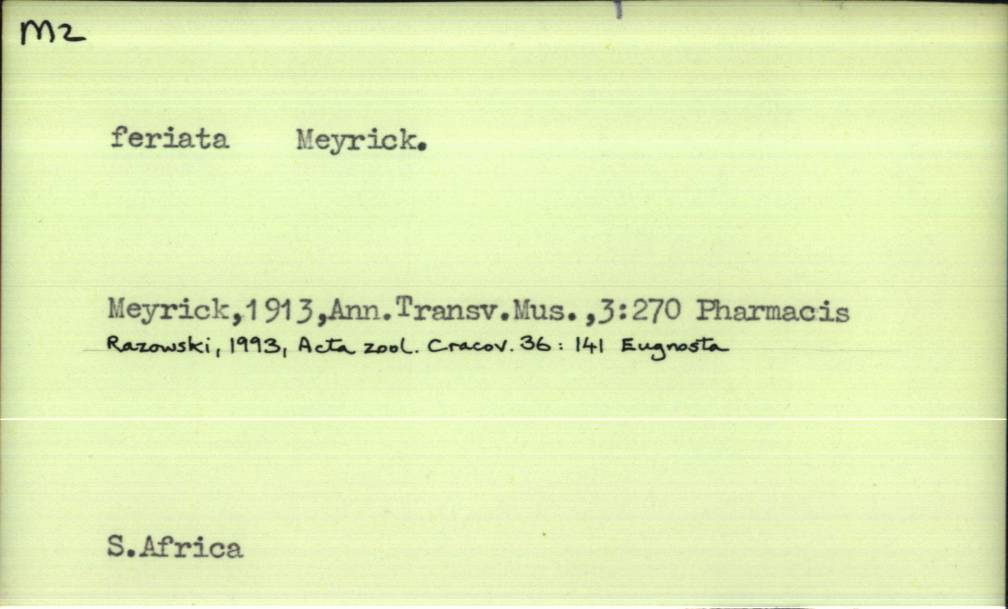 M2
feriata Meyrick.
Meyrick,1913,Ann.Transv.Mus.,3:270 Pharmacis
Razowski, 1993, Acta zool. Cracov. 36: 141 Eugnosta
S.Africa